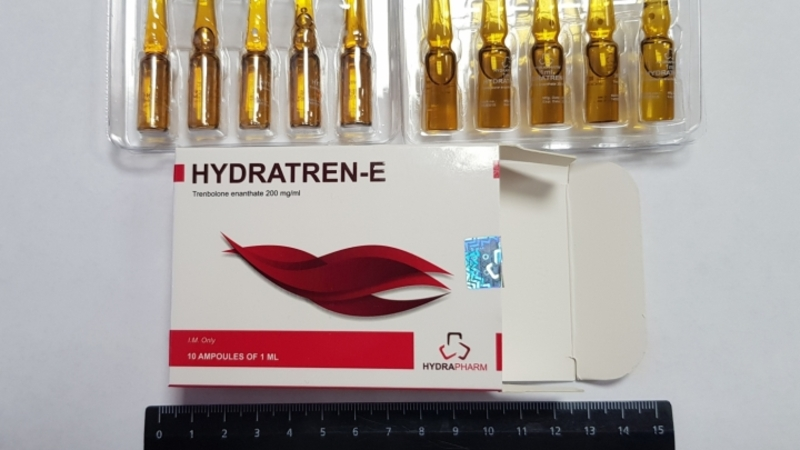 HYDRATREN-E
Trenbolone enanthate 200 mg/ml
I.M. Only
10 AMPOULES OF 1 ML
HYDRAPHARM
0 1 2 3 4 5 6 7 8 9 10 11 12 13 14 15